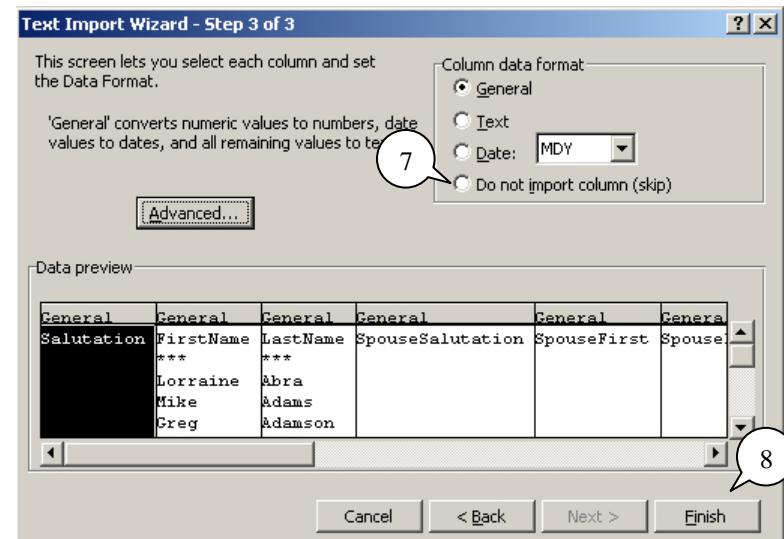 Text Import Wizard - Step 3 of 3
This screen lets you select each column and set
the Data Format.
'General' converts numeric values to numbers, date
values to dates, and all remaining values to
Advanced...
Column data format
General
Text
Date: MDY
Do not import column (skip)
7
Data preview
General General General General General Genera
Salutation FirstName LastName SpouseSalutation SpouseFirst Spouse
*** ***
Lorraine Abra
Mike Adams
Greg Adamson
8
Cancel < Back Next > Finish